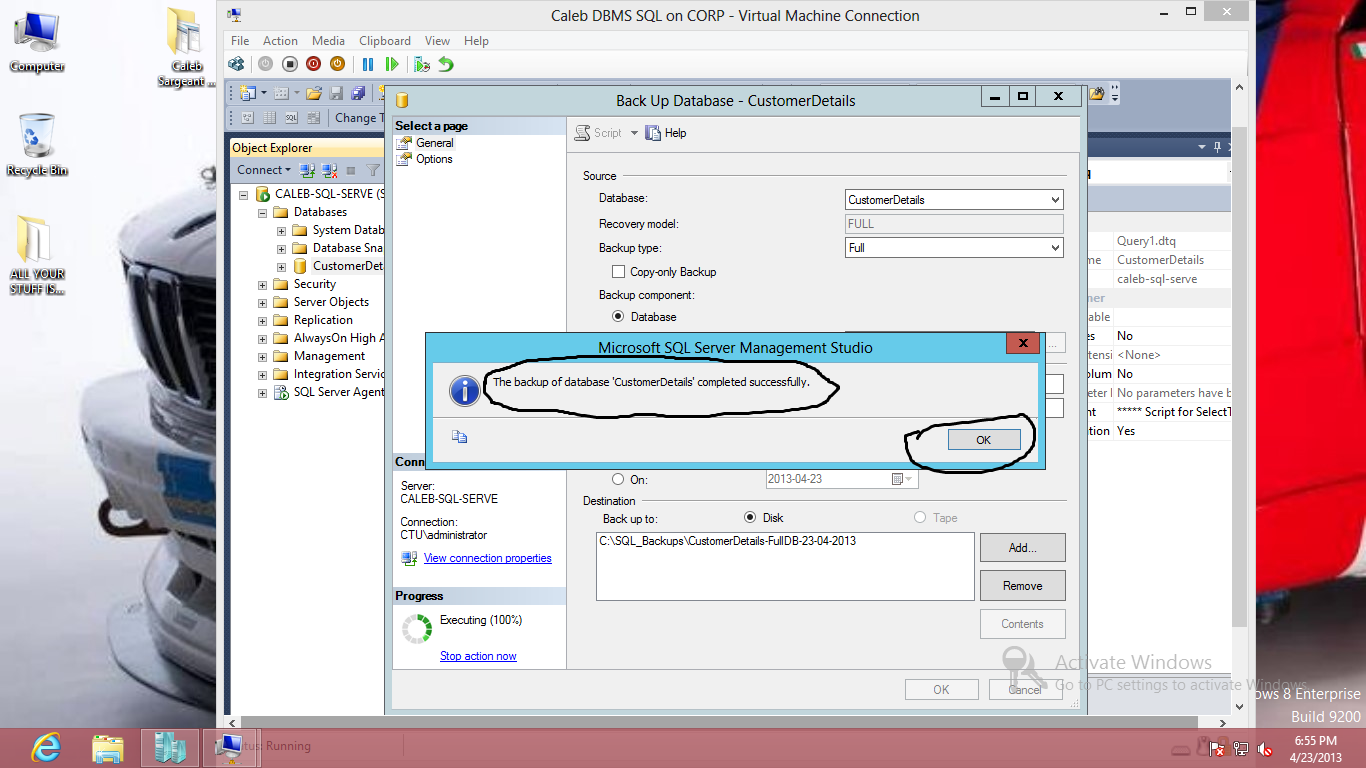 Computer
Caleb
Sargeant ...
Recycle Bin
ALL YOUR
STUFF IS...
Caleb DBMS SQL on CORP - Virtual Machine Connection
File Action Media Clipboard View Help
Change T
Object Explorer
Connect
CALEB-SQL-SERVE (S
Databases
System Datab
Database Sna
CustomerDeta
Security
Server Objects
Replication
AlwaysOn High A
Management
Integration Servic
SQL Server Agent
Back Up Database - CustomerDetails
Select a page
General
Options
Script Help
Source
Database: CustomerDetails
Recovery model: FULL
Backup type: Full
Copy-only Backup
Backup component:
Database
Microsoft SQL Server Management Studio
The backup of database 'CustomerDetails' completed successfully.
OK
On: 2013-04-23
Destination
Back up to: Disk Tape
C:\SQL_Backups\CustomerDetails-FullDB-23-04-2013
Add...
Remove
Contents
OK Cancel
Conn
Server:
CALEB-SQL-SERVE
Connection:
CTU\administrator
View connection properties
Progress
Executing (100%)
Stop action now
Query1.dtq
me CustomerDetails
caleb-sql-serve
ner
able
es No
tensi <None>
olum No
meter l No parameters have b
nt ***** Script for SelectT
tion Yes
Activate Windows
Go to PC settings to activate Windows.
ows 8 Enterprise
Build 9200
tus: Running
6:55 PM
4/23/2013